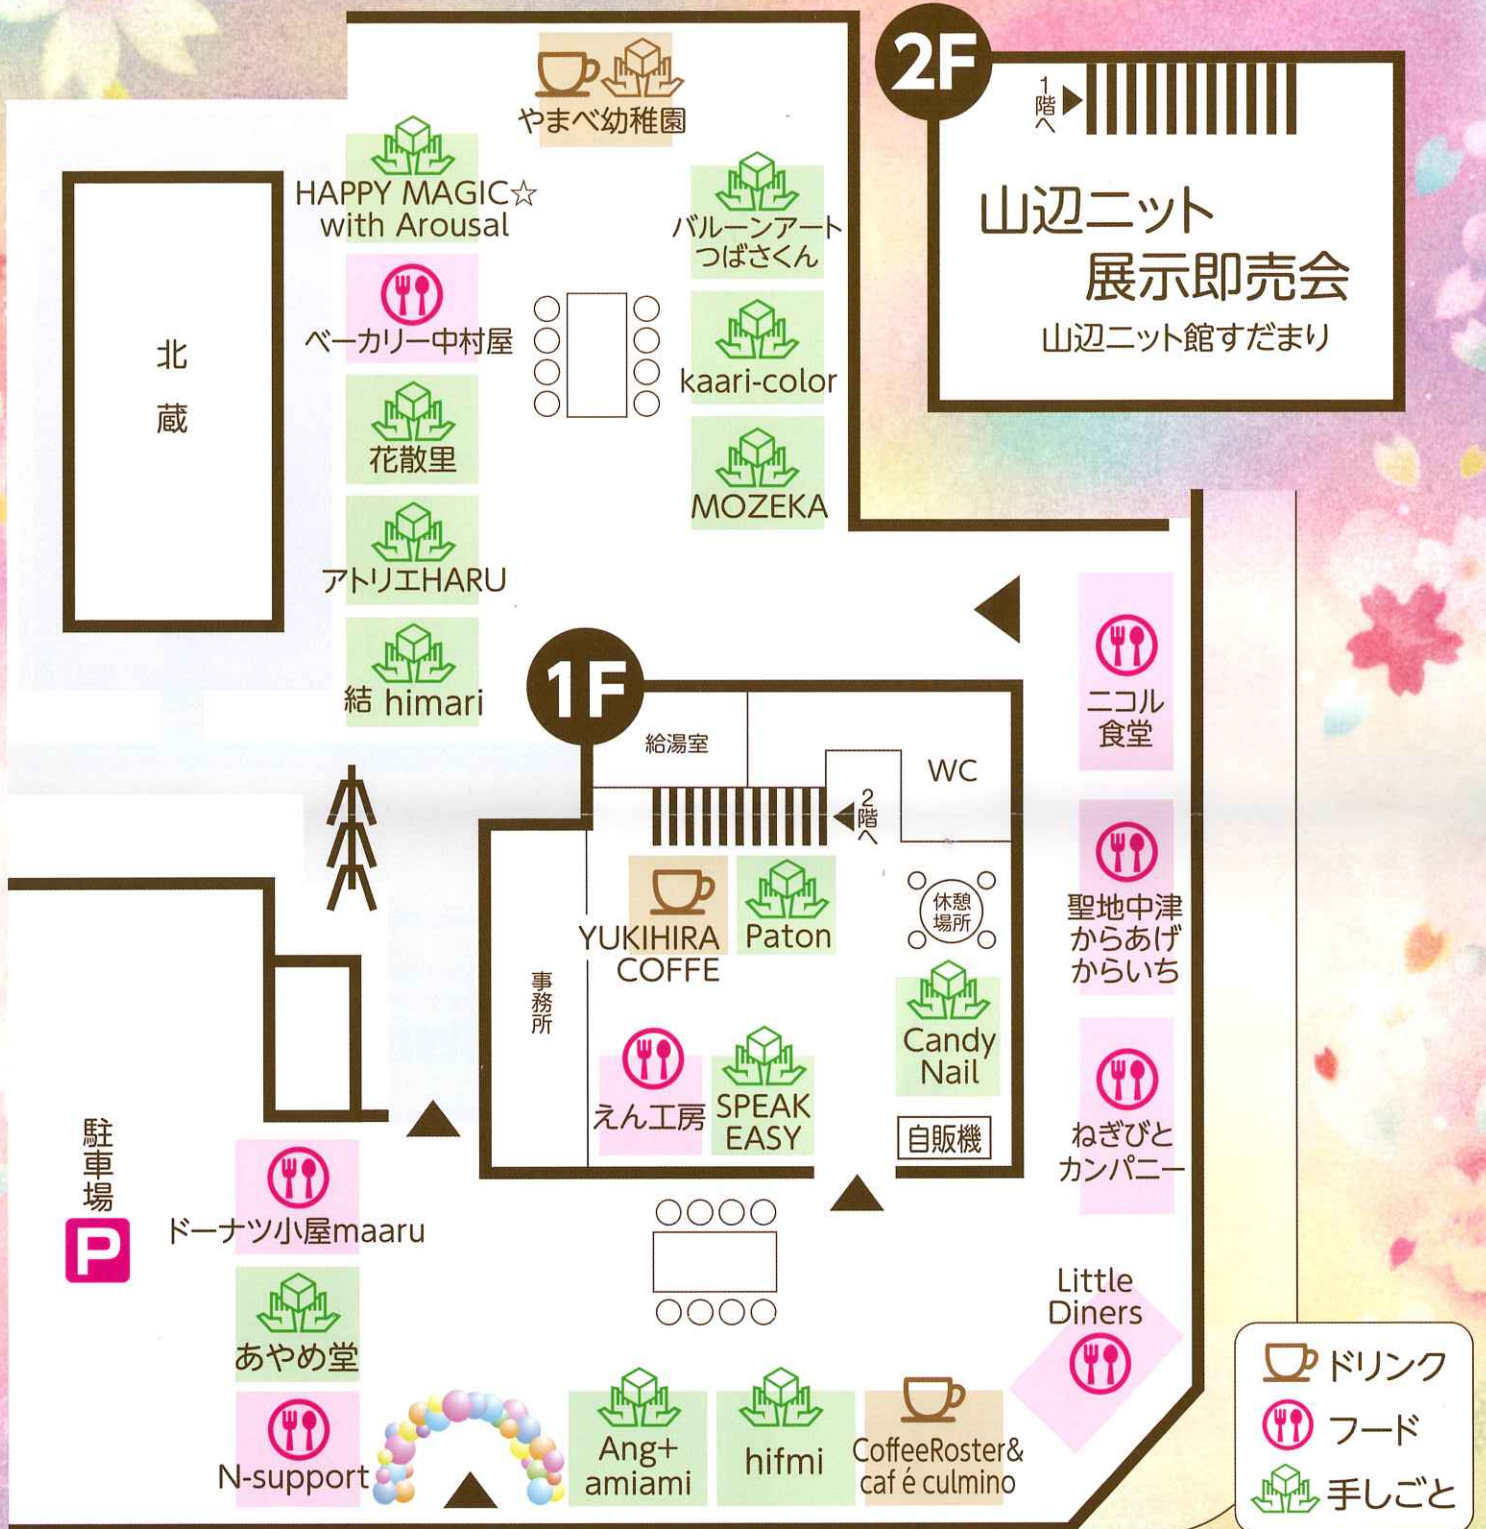 2F
1階へ
山辺ニット
展示即売会
山辺ニット館すだまり
やまべ幼稚園
HAPPY MAGIC☆
with Arousal
ベーカリー中村屋
花散里
アトリエHARU
結 himari
バルーンアート
つばさくん
kaari-color
MOZEKA
北
蔵
1F
給湯室
WC
2階へ
YUKIHIRA
COFFE
Paton
休憩
場所
事務所
Candy
Nail
えん工房
SPEAK
EASY
自販機
ニコル
食堂
聖地中津
からあげ
からいち
ねぎびと
カンパニー
Little
Diners
駐車場
P
ドーナツ小屋maaru
あやめ堂
N-support
Ang+
amiami
hifmi
CoffeeRoster&
caf é culmino
ドリンク
フード
手しごと